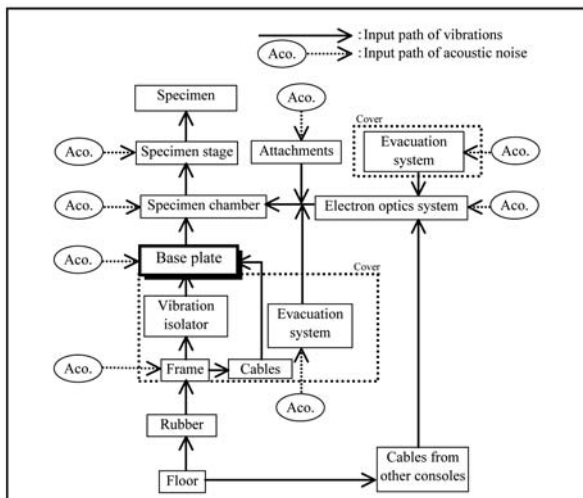 : Input path of vibrations
Aco.
: Input path of acoustic noise
Specimen
Aco.
Cover
Aco.
Specimen stage
Attachments
Evacuation
system
Aco.
Aco.
Specimen chamber
Electron optics system
Aco.
Aco.
Base plate
Cover
Vibration
isolator
Evacuation
system
Aco.
Frame
Cables
Aco.
Rubber
Floor
Cables from
other consoles